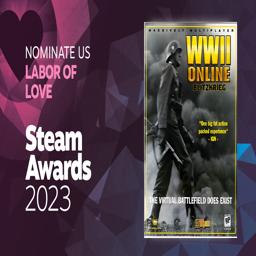 NOMINATE US
LABOR OF
LOVE
Steam
Awards
2023
MASSIVELY MULTIPLAYER
WWII
ONLINE
BLITZKRIEG
"One big fat action
packed experience"
- IGN -
THE VIRTUAL BATTLEFIELD DOES EXIST